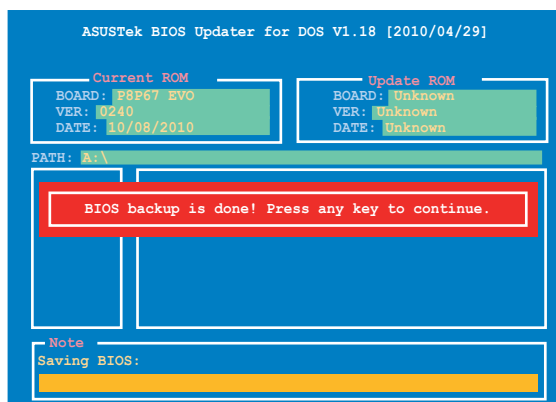 ASUSTek BIOS Updater for DOS V1.18 [2010/04/29]
Current ROM
BOARD: P8P67 EVO
VER: 0240
DATE: 10/08/2010
Update ROM
BOARD: Unknown
VER: Unknown
DATE: Unknown
PATH: A:\
BIOS backup is done! Press any key to continue.
Note
Saving BIOS: